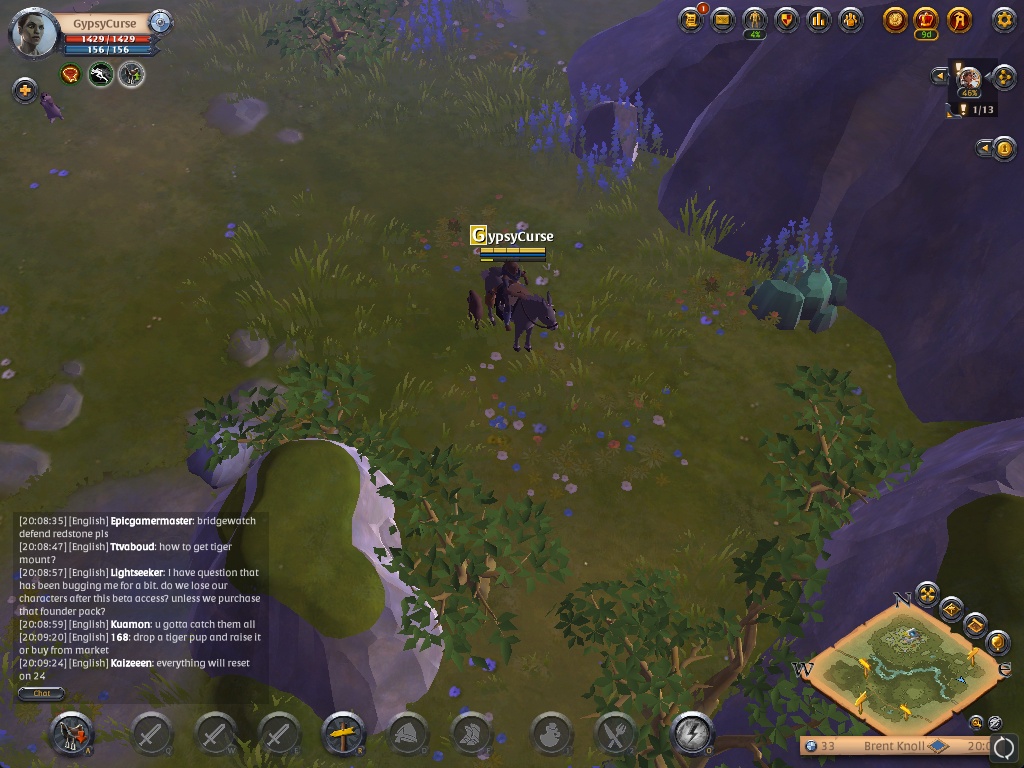 GypsyCurse
1429 / 1429
156 / 156
1
4%
9d
46%
1/13
1
GypsyCurse
[20:08:35] [English] Epicgamermaster: bridgewatch
defend redstone pls
[20:08:47] [English] Ttvaboud: how to get tiger
mount?
[20:08:57] [English] Lightseeker: I have question that
has been bugging me for a bit. do we lose our
characters after this beta access? unless we purchase
that founder pack?
[20:08:59] [English] Kuamon: u gotta catch them all
[20:09:20] [English] 168: drop a tiger pup and raise it
or buy from market
[20:09:24] [English] Kaizeeen: everything will reset
on 24
Chat
N
W
E
A
Q
W
E
R
D
F
33
Brent Knoll